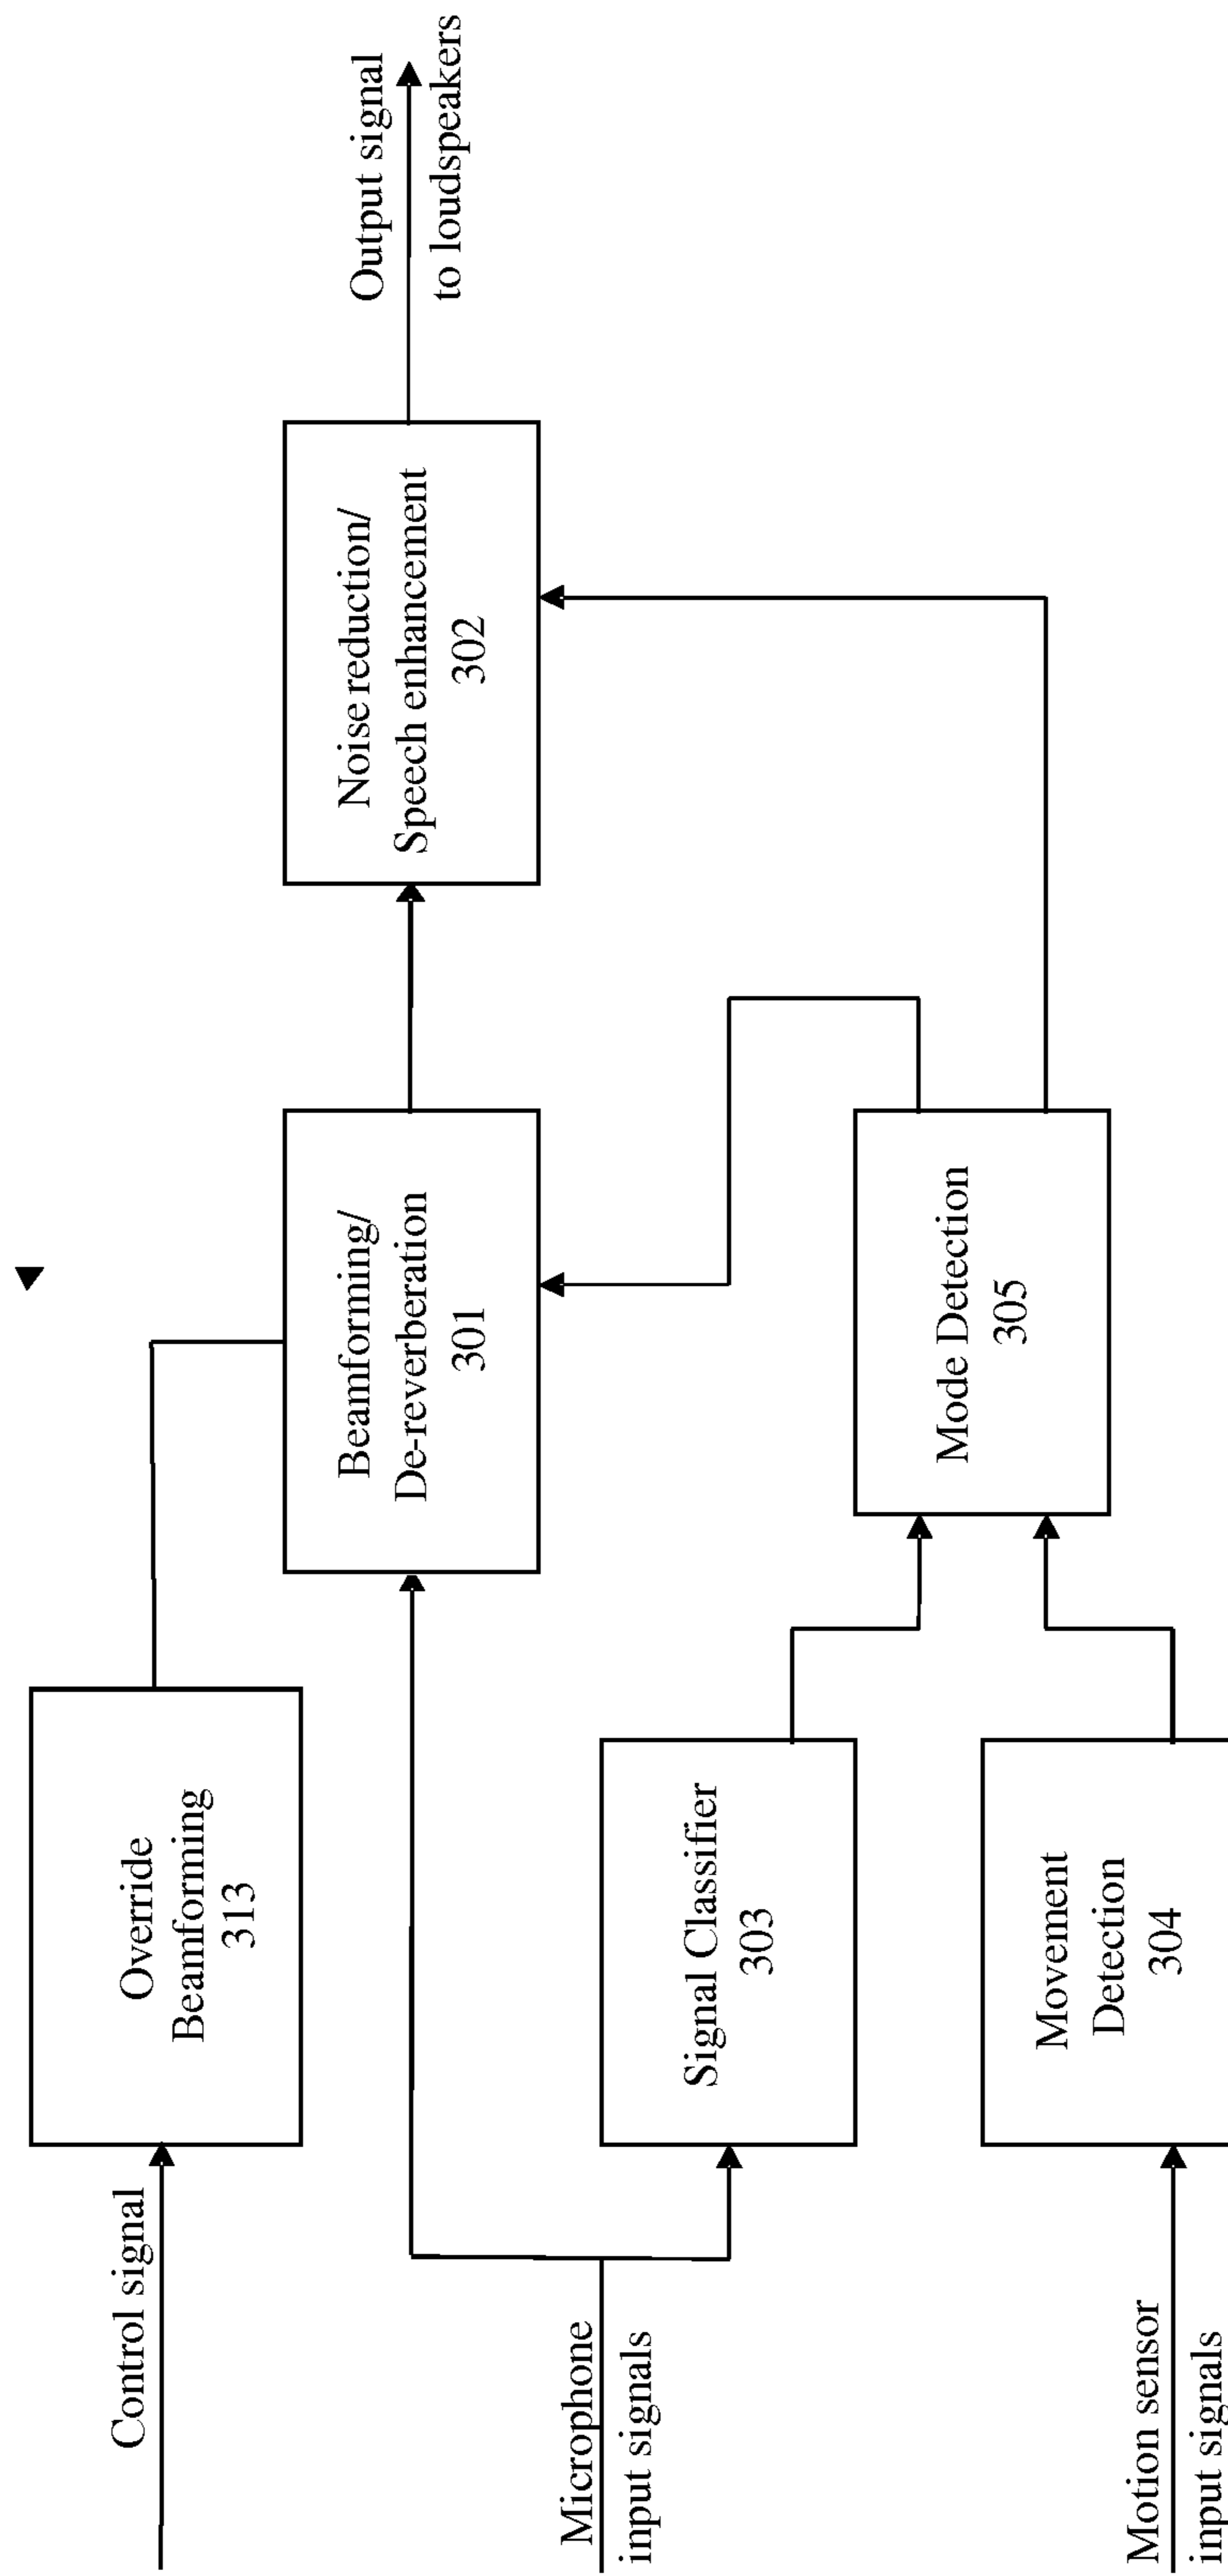 Control signal
Override
Beamforming
313
Microphone
input signals
Beamforming/
De-reverberation
301
Noise reduction/
Speech enhancement
302
Output signal
to loudspeakers
Signal Classifier
303
Motion sensor
input signals
Movement
Detection
304
Mode Detection
305